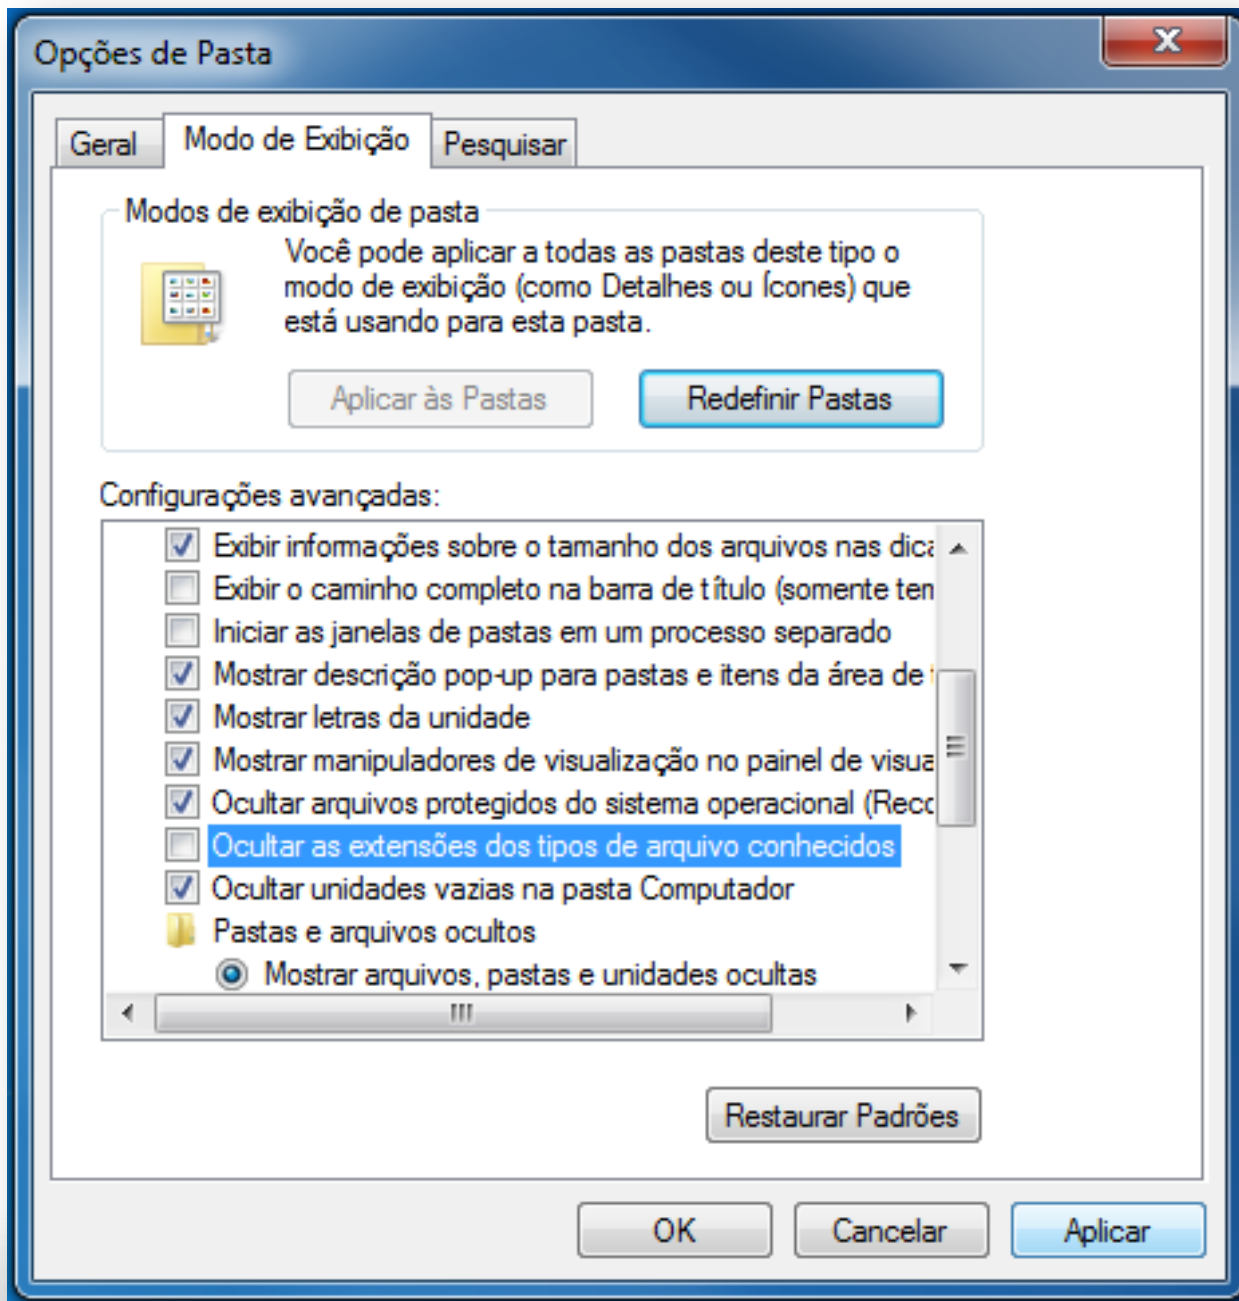 Opções de Pasta
Geral
Modo de Exibição
Pesquisar
Modos de exibição de pasta
Você pode aplicar a todas as pastas deste tipo o
modo de exibição (como Detalhes ou Ícones) que
está usando para esta pasta.
Aplicar às Pastas
Redefinir Pastas
Configurações avançadas:
Exibir informações sobre o tamanho dos arquivos nas dica
Exibir o caminho completo na barra de título (somente tem
Iniciar as janelas de pastas em um processo separado
Mostrar descrição pop-up para pastas e itens da área de
Mostrar letras da unidade
Mostrar manipuladores de visualização no painel de visua
Ocultar arquivos protegidos do sistema operacional (Reco
Ocultar as extensões dos tipos de arquivo conhecidos
Ocultar unidades vazias na pasta Computador
Pastas e arquivos ocultos
Mostrar arquivos, pastas e unidades ocultas
Restaurar Padrões
OK
Cancelar
Aplicar